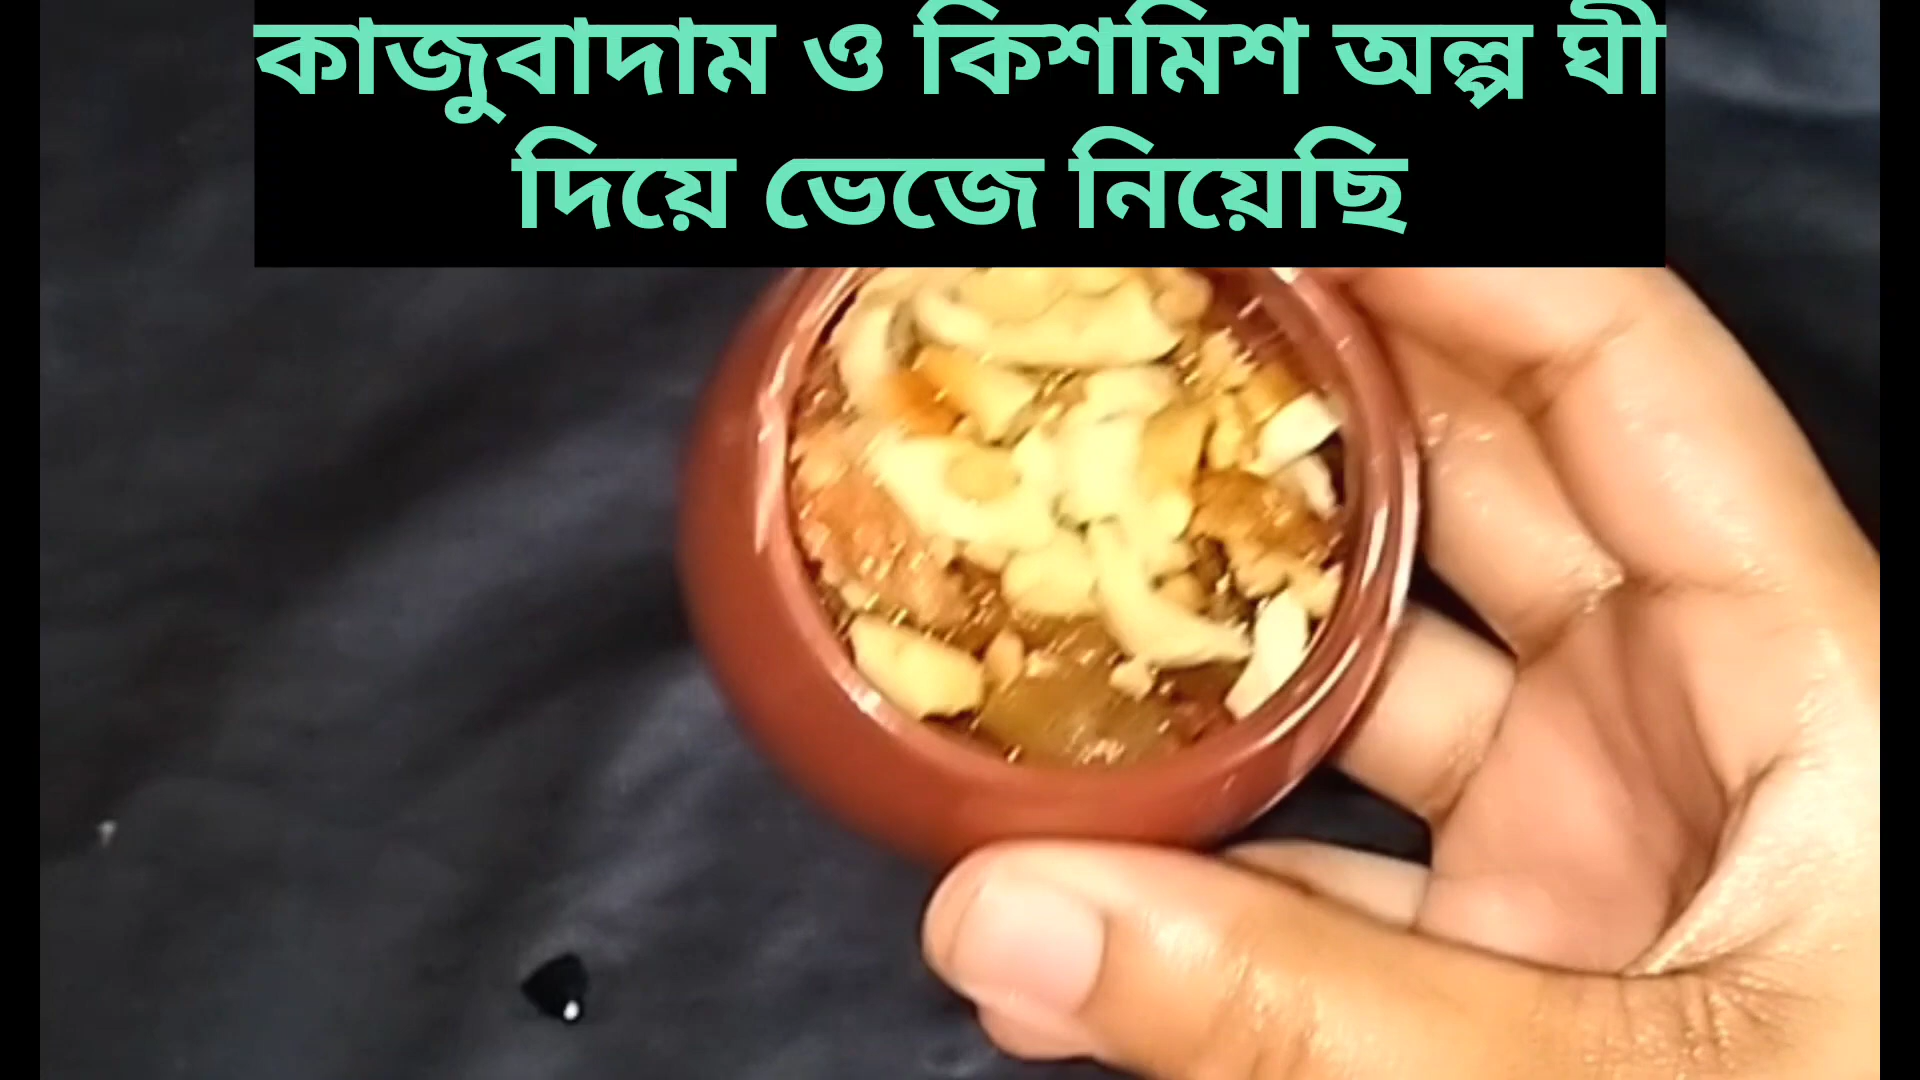 কাজুবাদাম ও কিশমিশ অল্প ঘী
দিয়ে ভেজে নিয়েছি